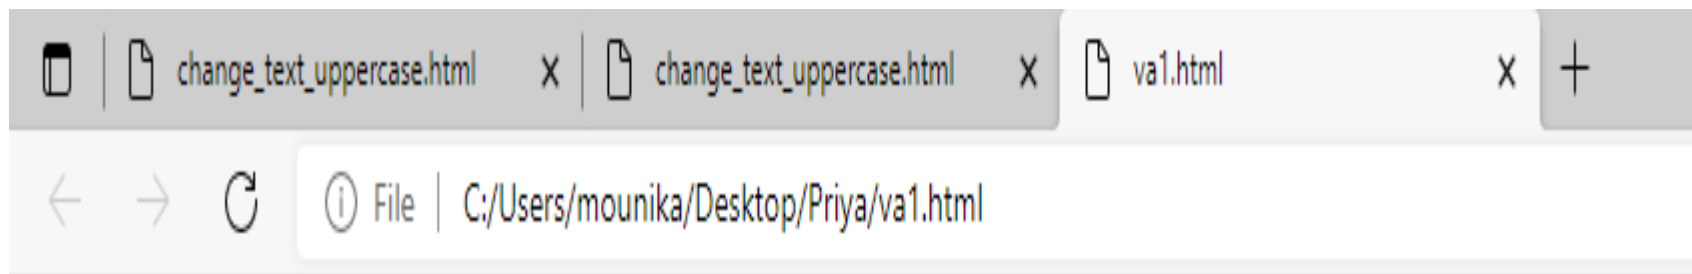 change_text_uppercase.html change_text_uppercase.html va1.html
File C:/Users/mounika/Desktop/Priya/va1.html